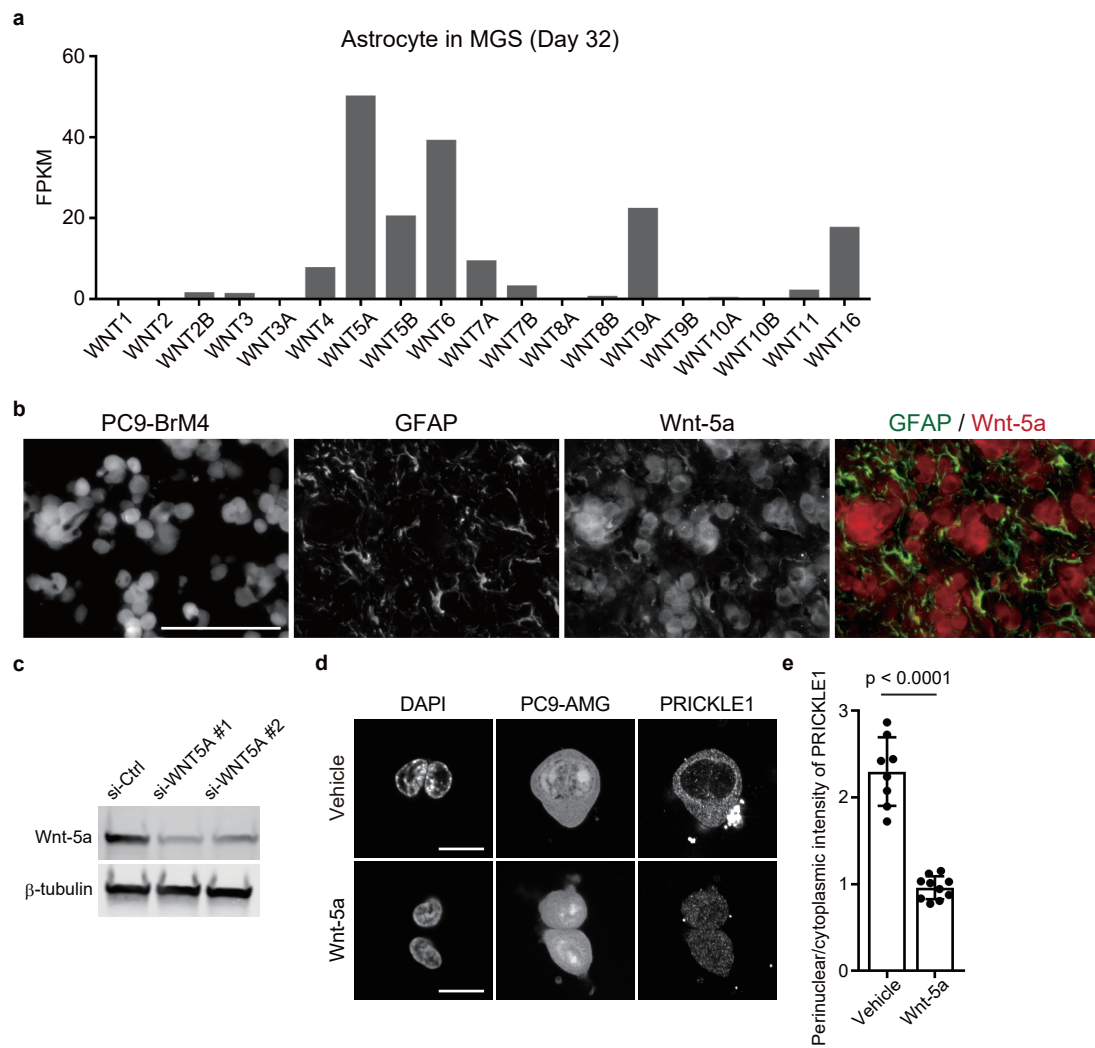 a
Astrocyte in MGS (Day 32)
FPKM
60
40
20
0
WNT1
WNT2
WNT2B
WNT3
WNT3A
WNT4
WNT5A
WNT5B
WNT6
WNT7A
WNT7B
WNT8A
WNT8B
WNT9A
WNT9B
WNT10A
WNT10B
WNT11
WNT16
b
PC9-BrM4
GFAP
Wnt-5a
GFAP / Wnt-5a
c
si-Ctrl
si-WNT5A #1
si-WNT5A #2
Wnt-5a
β-tubulin
d
DAPI
PC9-AMG
PRICKLE1
Vehicle
Wnt-5a
e
p < 0.0001
Perinuclear/cytoplasmic intensity of PRICKLE1
3
2
1
0
Vehicle
Wnt-5a